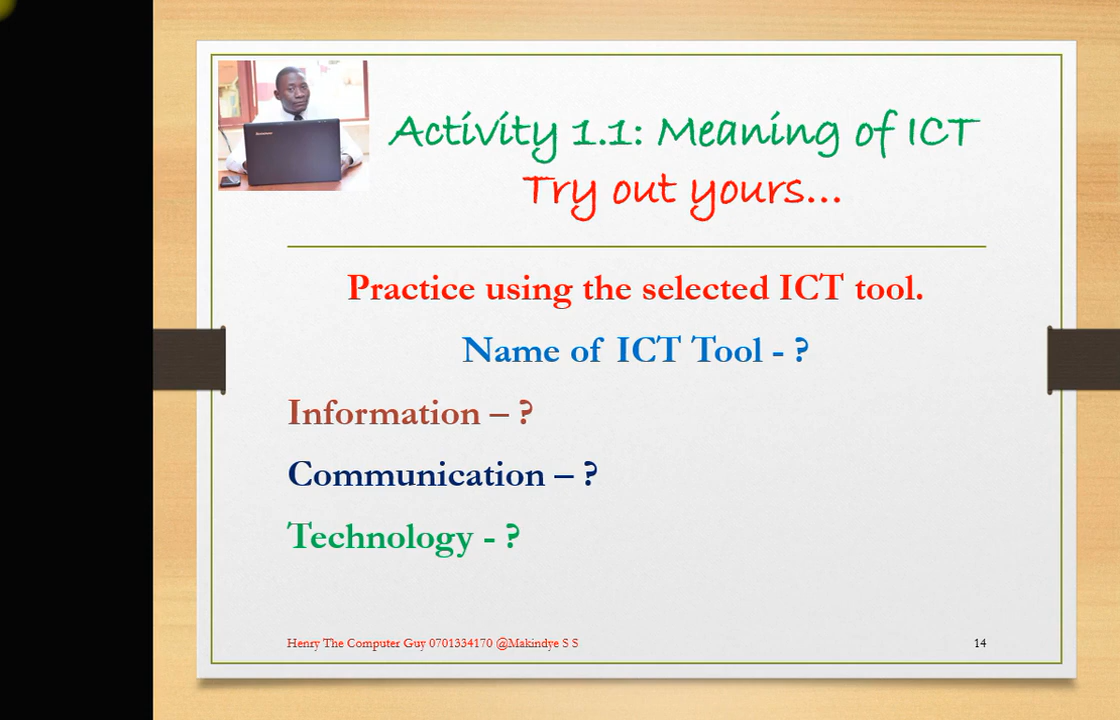 Activity 1.1: Meaning of ICT
Try out yours...
Practice using the selected ICT tool.
Name of ICT Tool - ?
Information – ?
Communication – ?
Technology - ?
Henry The Computer Guy 0701334170 @Makindye S S
14